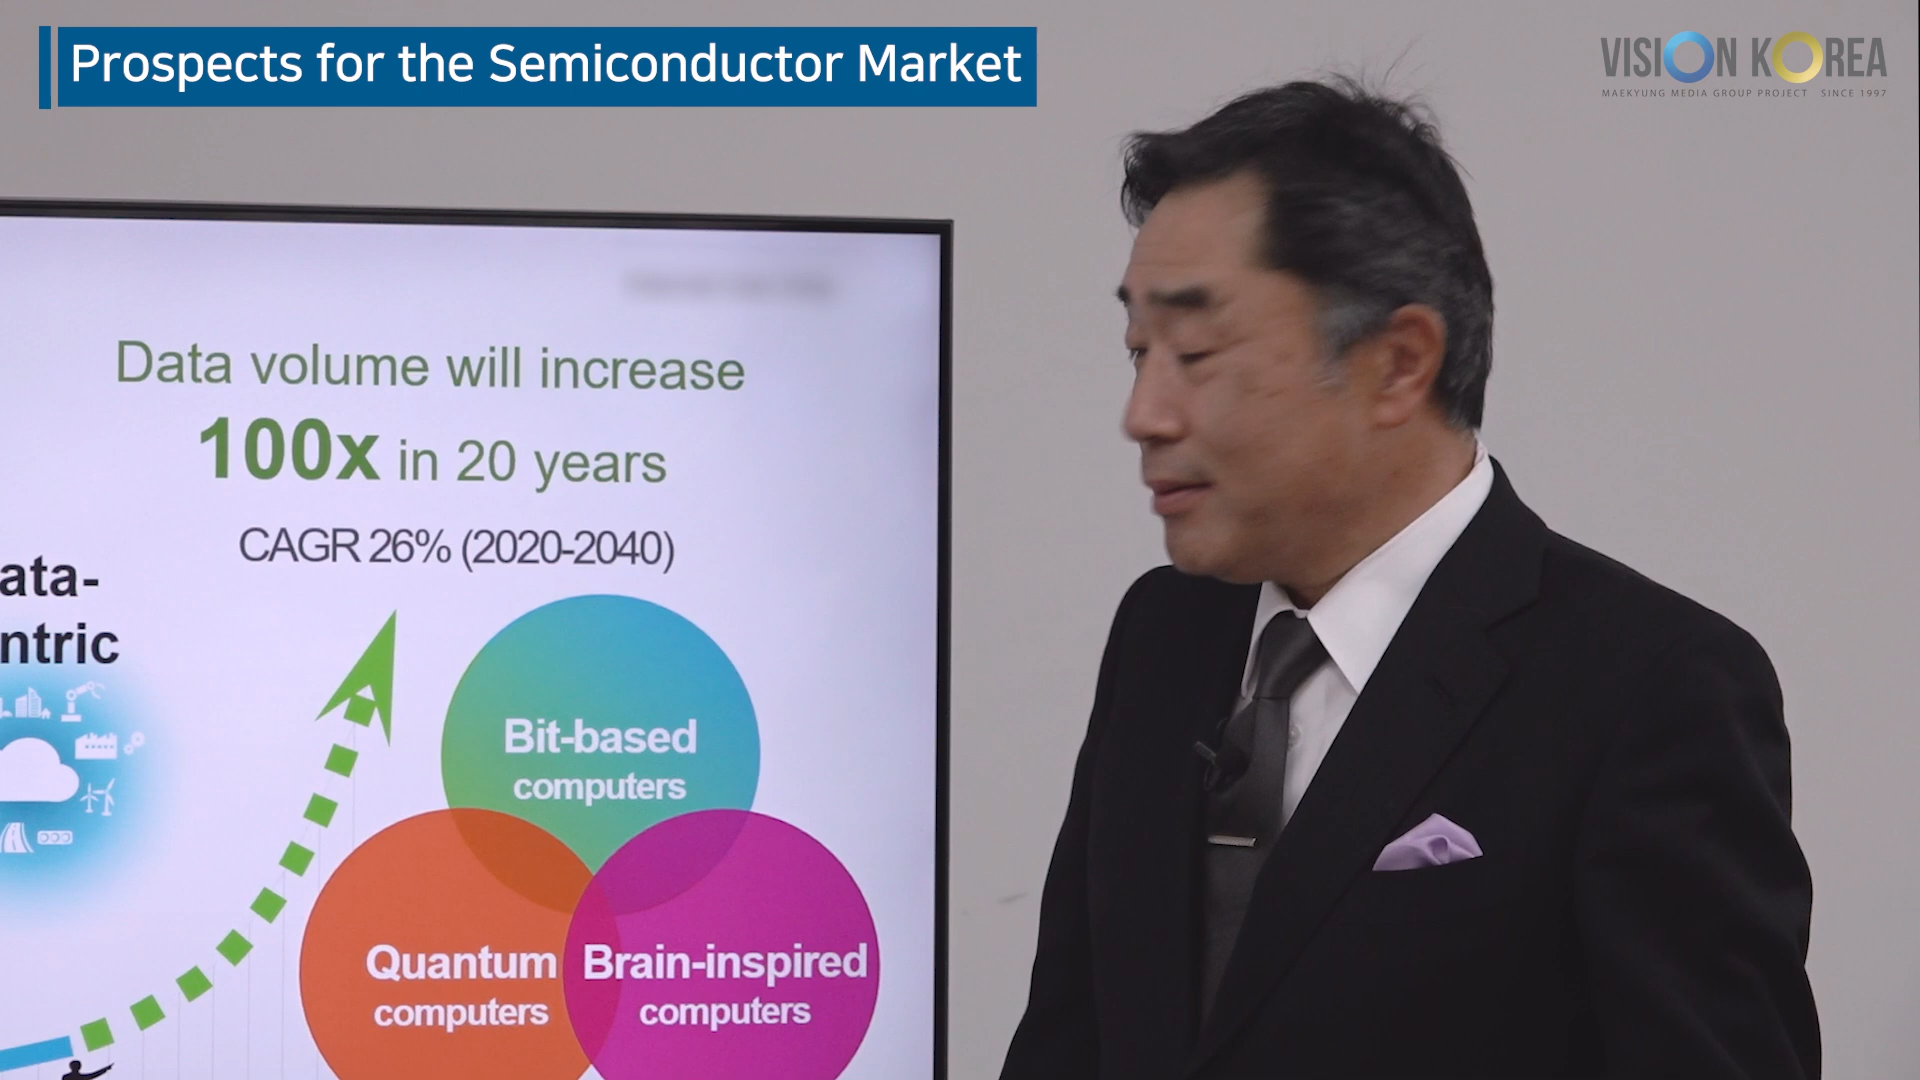 Prospects for the Semiconductor Market
VISION KOREA
MAEKYUNG MEDIA GROUP PROJECT SINCE 1997
Data volume will increase
100x in 20 years
CAGR 26% (2020-2040)
ata-
ntric
Bit-based
computers
Quantum
computers
Brain-inspired
computers